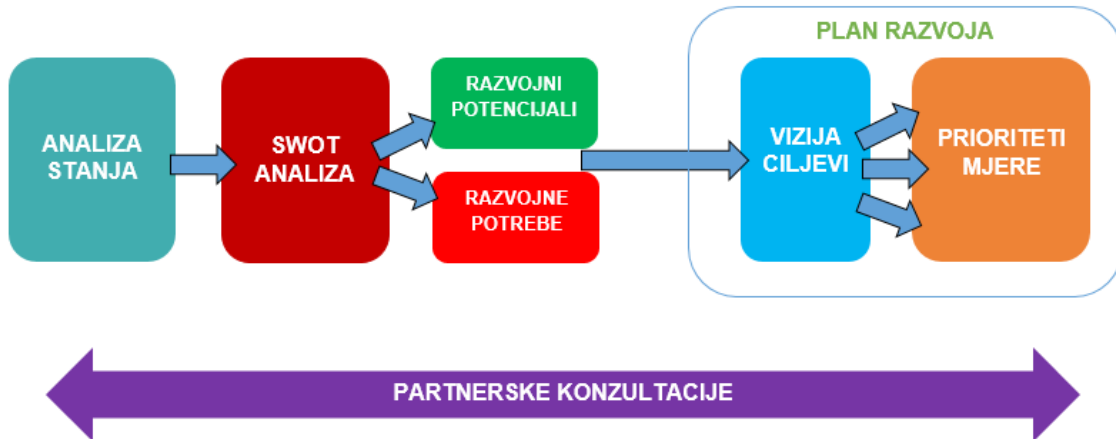 PLAN RAZVOJA
ANALIZA
STANJA
SWOT
ANALIZA
RAZVOJNI
POTENCIJALI
RAZVOJNE
POTREBE
VIZIJA
CILJEVI
PRIORITETI
MJERE
PARTNERSKE KONZULTACIJE